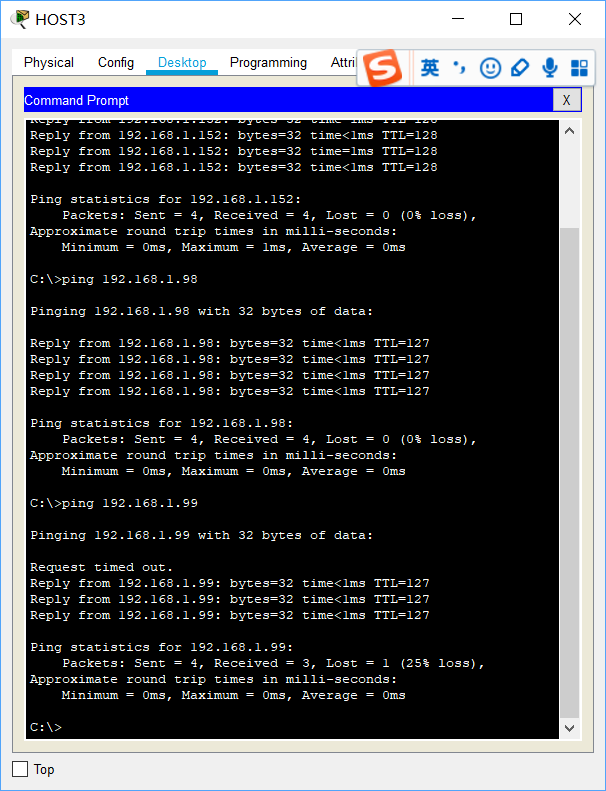 HOST3
Physical Config Desktop Programming
英
Command Prompt X
Reply from 192.168.1.152: bytes=32 time<1ms TTL=128
Reply from 192.168.1.152: bytes=32 time=1ms TTL=128
Reply from 192.168.1.152: bytes=32 time<1ms TTL=128
Ping statistics for 192.168.1.152:
Packets: Sent = 4, Received = 4, Lost = 0 (0% loss),
Approximate round trip times in milli-seconds:
Minimum = 0ms, Maximum = 1ms, Average = 0ms
C:\>ping 192.168.1.98
Pinging 192.168.1.98 with 32 bytes of data:
Reply from 192.168.1.98: bytes=32 time<1ms TTL=127
Reply from 192.168.1.98: bytes=32 time<1ms TTL=127
Reply from 192.168.1.98: bytes=32 time<1ms TTL=127
Reply from 192.168.1.98: bytes=32 time<1ms TTL=127
Ping statistics for 192.168.1.98:
Packets: Sent = 4, Received = 4, Lost = 0 (0% loss),
Approximate round trip times in milli-seconds:
Minimum = 0ms, Maximum = 0ms, Average = 0ms
C:\>ping 192.168.1.99
Pinging 192.168.1.99 with 32 bytes of data:
Request timed out.
Reply from 192.168.1.99: bytes=32 time<1ms TTL=127
Reply from 192.168.1.99: bytes=32 time<1ms TTL=127
Reply from 192.168.1.99: bytes=32 time<1ms TTL=127
Ping statistics for 192.168.1.99:
Packets: Sent = 4, Received = 3, Lost = 1 (25% loss),
Approximate round trip times in milli-seconds:
Minimum = 0ms, Maximum = 0ms, Average = 0ms
C:\>
Top